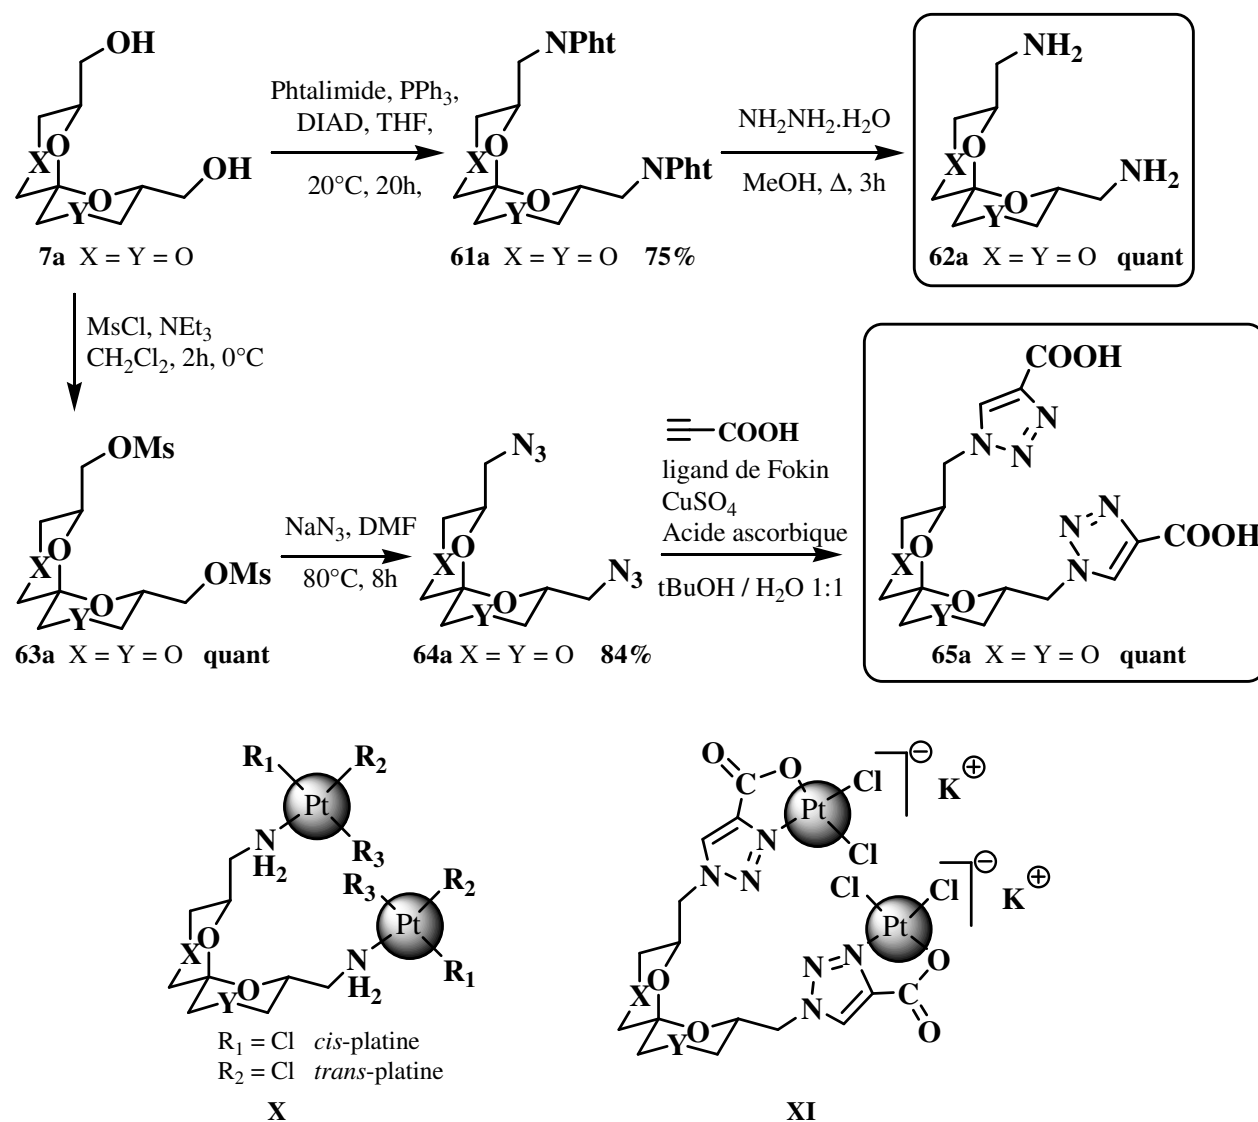 OH
OH
O
X
O
Y
7a X = Y = O
Phtalimide, PPh3,
DIAD, THF,
20°C, 20h,
NPht
NPht
O
X
O
Y
61a X = Y = O 75%
NH2NH2.H2O
MeOH, Δ, 3h
NH2
NH2
O
X
O
Y
62a X = Y = O quant
MsCl, NEt3
CH2Cl2, 2h, 0°C
OMs
OMs
O
X
O
Y
63a X = Y = O quant
NaN3, DMF
80°C, 8h
N3
N3
O
X
O
Y
64a X = Y = O 84%
COOH
ligand de Fokin
CuSO4
Acide ascorbique
tBuOH / H2O 1:1
COOH
N
N
N
N
N
N
COOH
O
X
O
Y
65a X = Y = O quant
R1
R2
Pt
R3
N
H2
R3
R2
Pt
R1
N
H2
O
X
O
Y
R1 = Cl cis-platine
R2 = Cl trans-platine
X
O
O
C
Pt
Cl
Cl
−
K+
N
N
N
Cl
Cl
Pt
−
K+
N
N
N
O
C
O
O
X
O
Y
XI